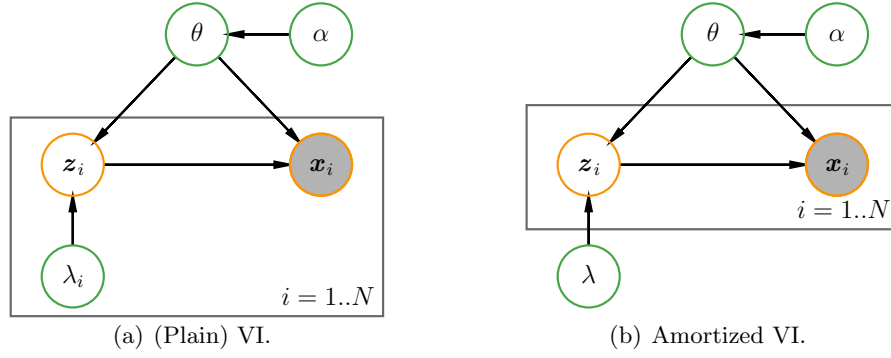 θ α θ α
z_i x_i z_i x_i
i = 1..N
λ_i λ
i = 1..N
(a) (Plain) VI. (b) Amortized VI.